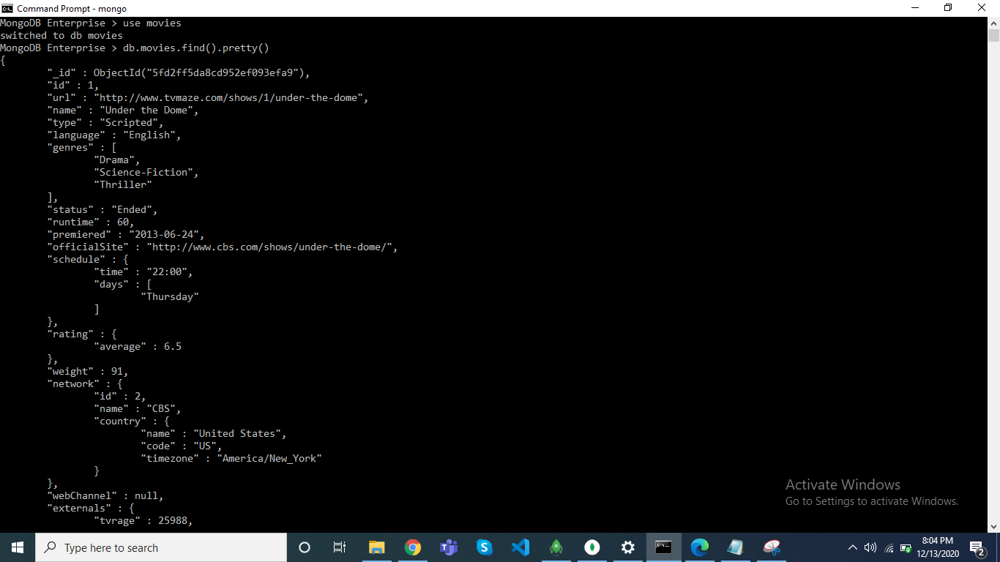 Command Prompt - mongo
MongoDB Enterprise > use movies
switched to db movies
MongoDB Enterprise > db.movies.find().pretty()
{
        "_id" : ObjectId("5fd2ff5da8cd952ef093efa9"),
        "id" : 1,
        "url" : "http://www.tvmaze.com/shows/1/under-the-dome",
        "name" : "Under the Dome",
        "type" : "Scripted",
        "language" : "English",
        "genres" : [
                "Drama",
                "Science-Fiction",
                "Thriller"
        ],
        "status" : "Ended",
        "runtime" : 60,
        "premiered" : "2013-06-24",
        "officialSite" : "http://www.cbs.com/shows/under-the-dome/",
        "schedule" : {
                "time" : "22:00",
                "days" : [
                        "Thursday"
                ]
        },
        "rating" : {
                "average" : 6.5
        },
        "weight" : 91,
        "network" : {
                "id" : 2,
                "name" : "CBS",
                "country" : {
                        "name" : "United States",
                        "code" : "US",
                        "timezone" : "America/New_York"
                }
        },
        "webChannel" : null,
        "externals" : {
                "tvrage" : 25988,
Activate Windows
Go to Settings to activate Windows.
Type here to search
8:04 PM
12/13/2020
2